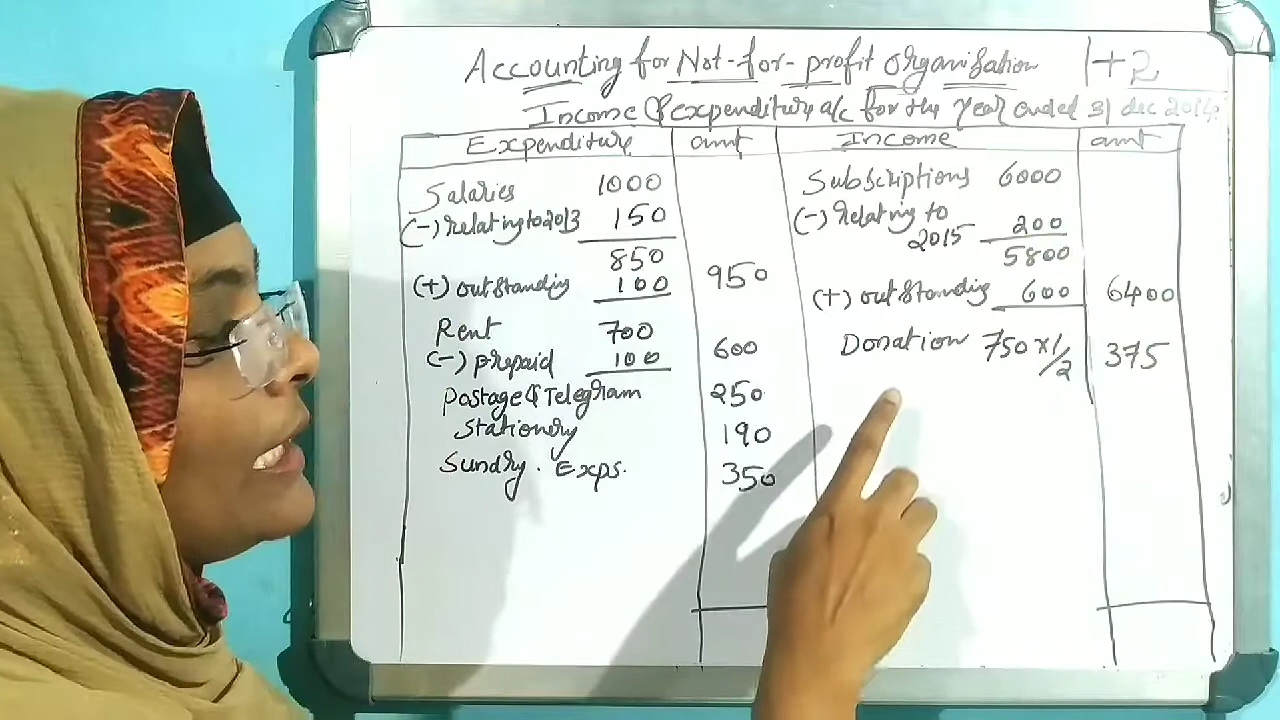 Accounting for Not-for-profit Organisation 1+2
Income & expenditure a/c for the Year ended 31 dec 2014.
Expenditure amt Income amt
Salaries 1000
(-) relating to 2013 150
850
(+) outstanding 100 950
Rent 700
(-) prepaid 100 600
Postage & Telegram 250
Stationery 190
Sundry . Exps. 350
Subscriptions 6000
(-) relating to
2015 200
5800
(+) outstanding 600 6400
Donation 750 x 1/2 375